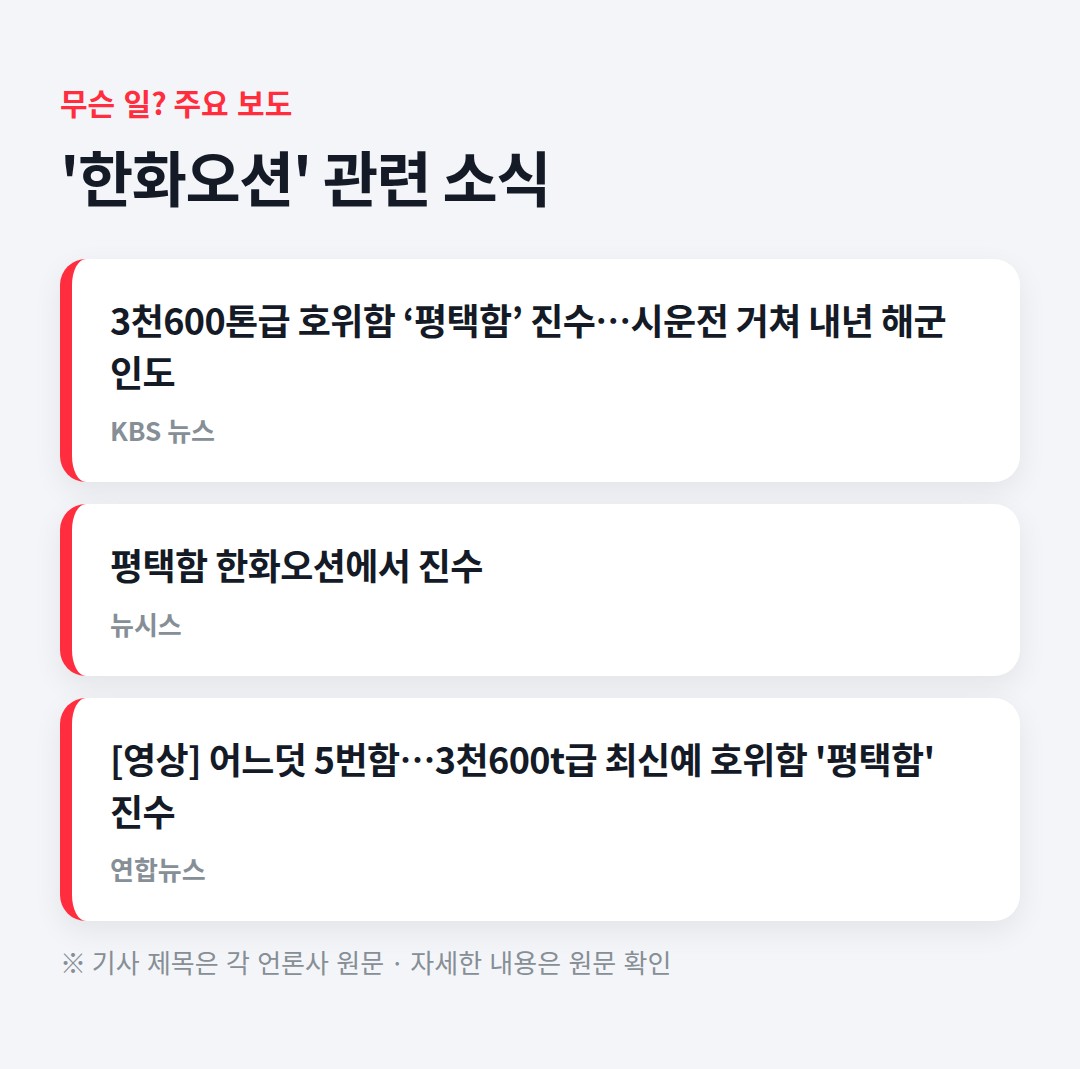 무슨 일? 주요 보도
'한화오션' 관련 소식
3천600톤급 호위함 ‘평택함’ 진수…시운전 거쳐 내년 해군
인도
KBS 뉴스
평택함 한화오션에서 진수
뉴시스
[영상] 어느덧 5번함…3천600t급 최신예 호위함 '평택함'
진수
연합뉴스
※ 기사 제목은 각 언론사 원문 · 자세한 내용은 원문 확인